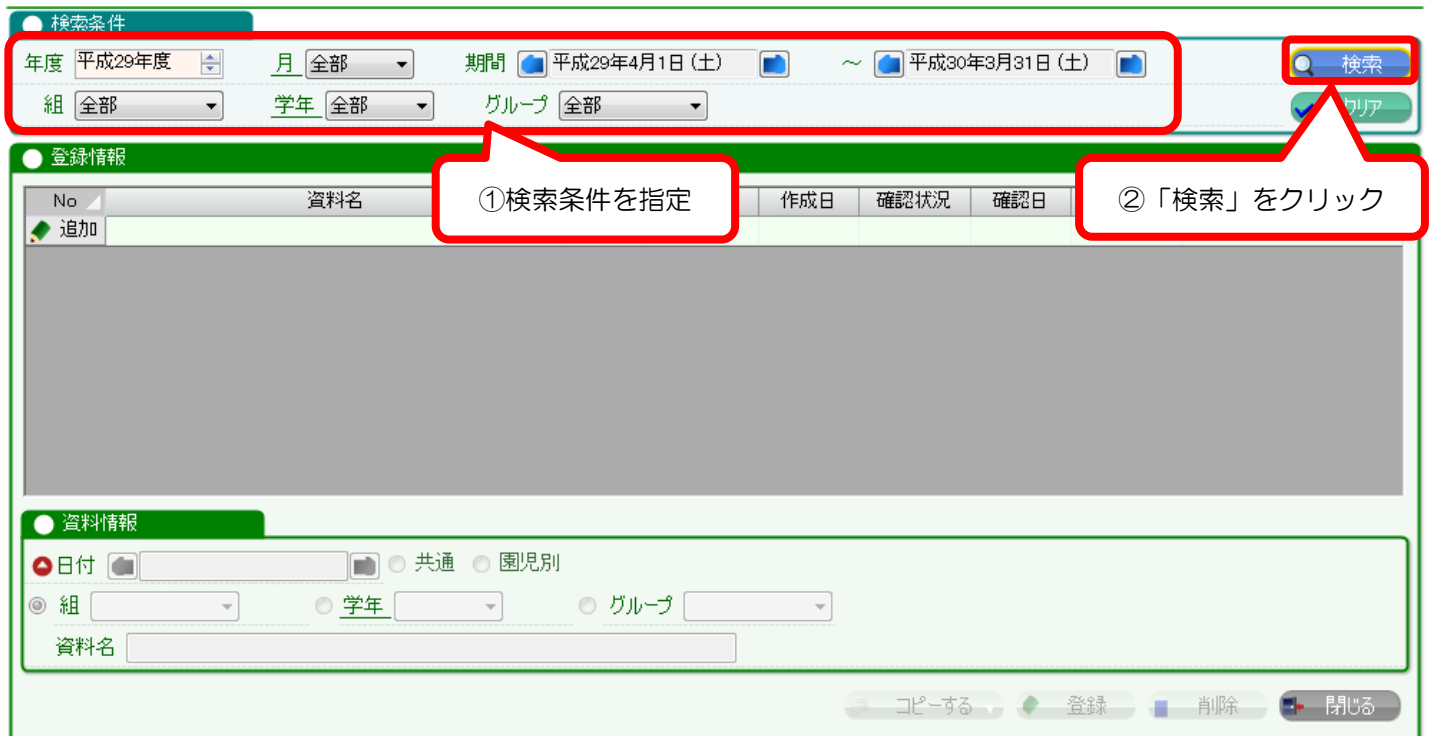 検索条件
年度 平成29年度 月 全部 期間 平成29年4月1日(土) ～ 平成30年3月31日(土) 検索
組 全部 学年 全部 グループ 全部 リア
登録情報
No 資料名 作成日 確認状況 確認日
追加
①検索条件を指定
②「検索」をクリック
資料情報
日付 共通 園児別
組 学年 グループ
資料名
コピーする 登録 削除 閉じる